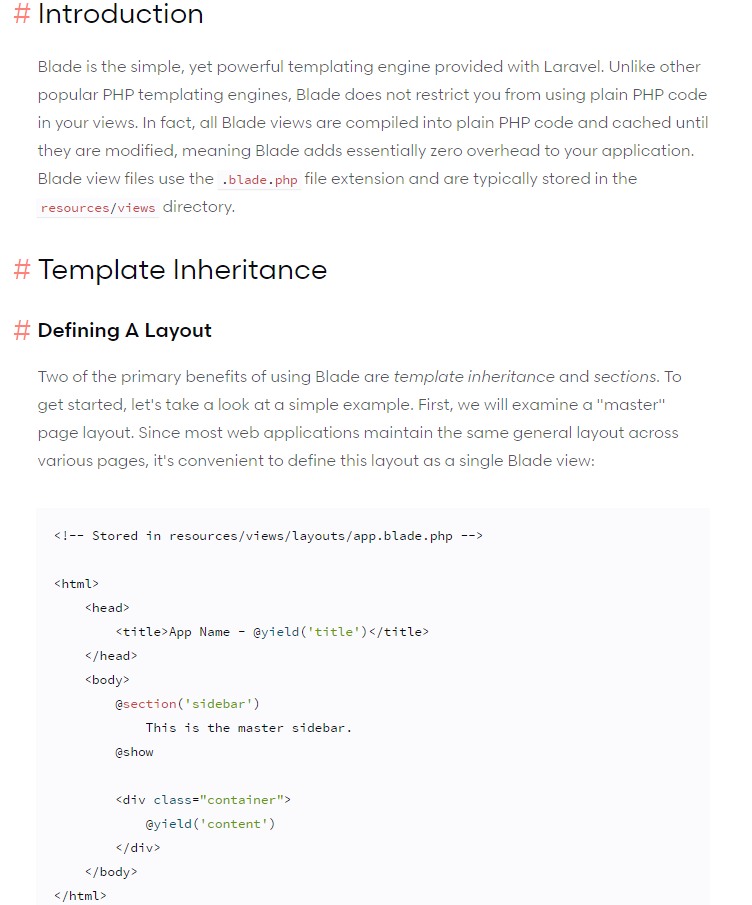 # Introduction
Blade is the simple, yet powerful templating engine provided with Laravel. Unlike other
popular PHP templating engines, Blade does not restrict you from using plain PHP code
in your views. In fact, all Blade views are compiled into plain PHP code and cached until
they are modified, meaning Blade adds essentially zero overhead to your application.
Blade view files use the .blade.php file extension and are typically stored in the
resources/views directory.
# Template Inheritance
# Defining A Layout
Two of the primary benefits of using Blade are template inheritance and sections. To
get started, let's take a look at a simple example. First, we will examine a "master"
page layout. Since most web applications maintain the same general layout across
various pages, it's convenient to define this layout as a single Blade view:
<!-- Stored in resources/views/layouts/app.blade.php -->
<html>
    <head>
        <title>App Name - @yield('title')</title>
    </head>
    <body>
        @section('sidebar')
            This is the master sidebar.
        @show
        <div class="container">
            @yield('content')
        </div>
    </body>
</html>